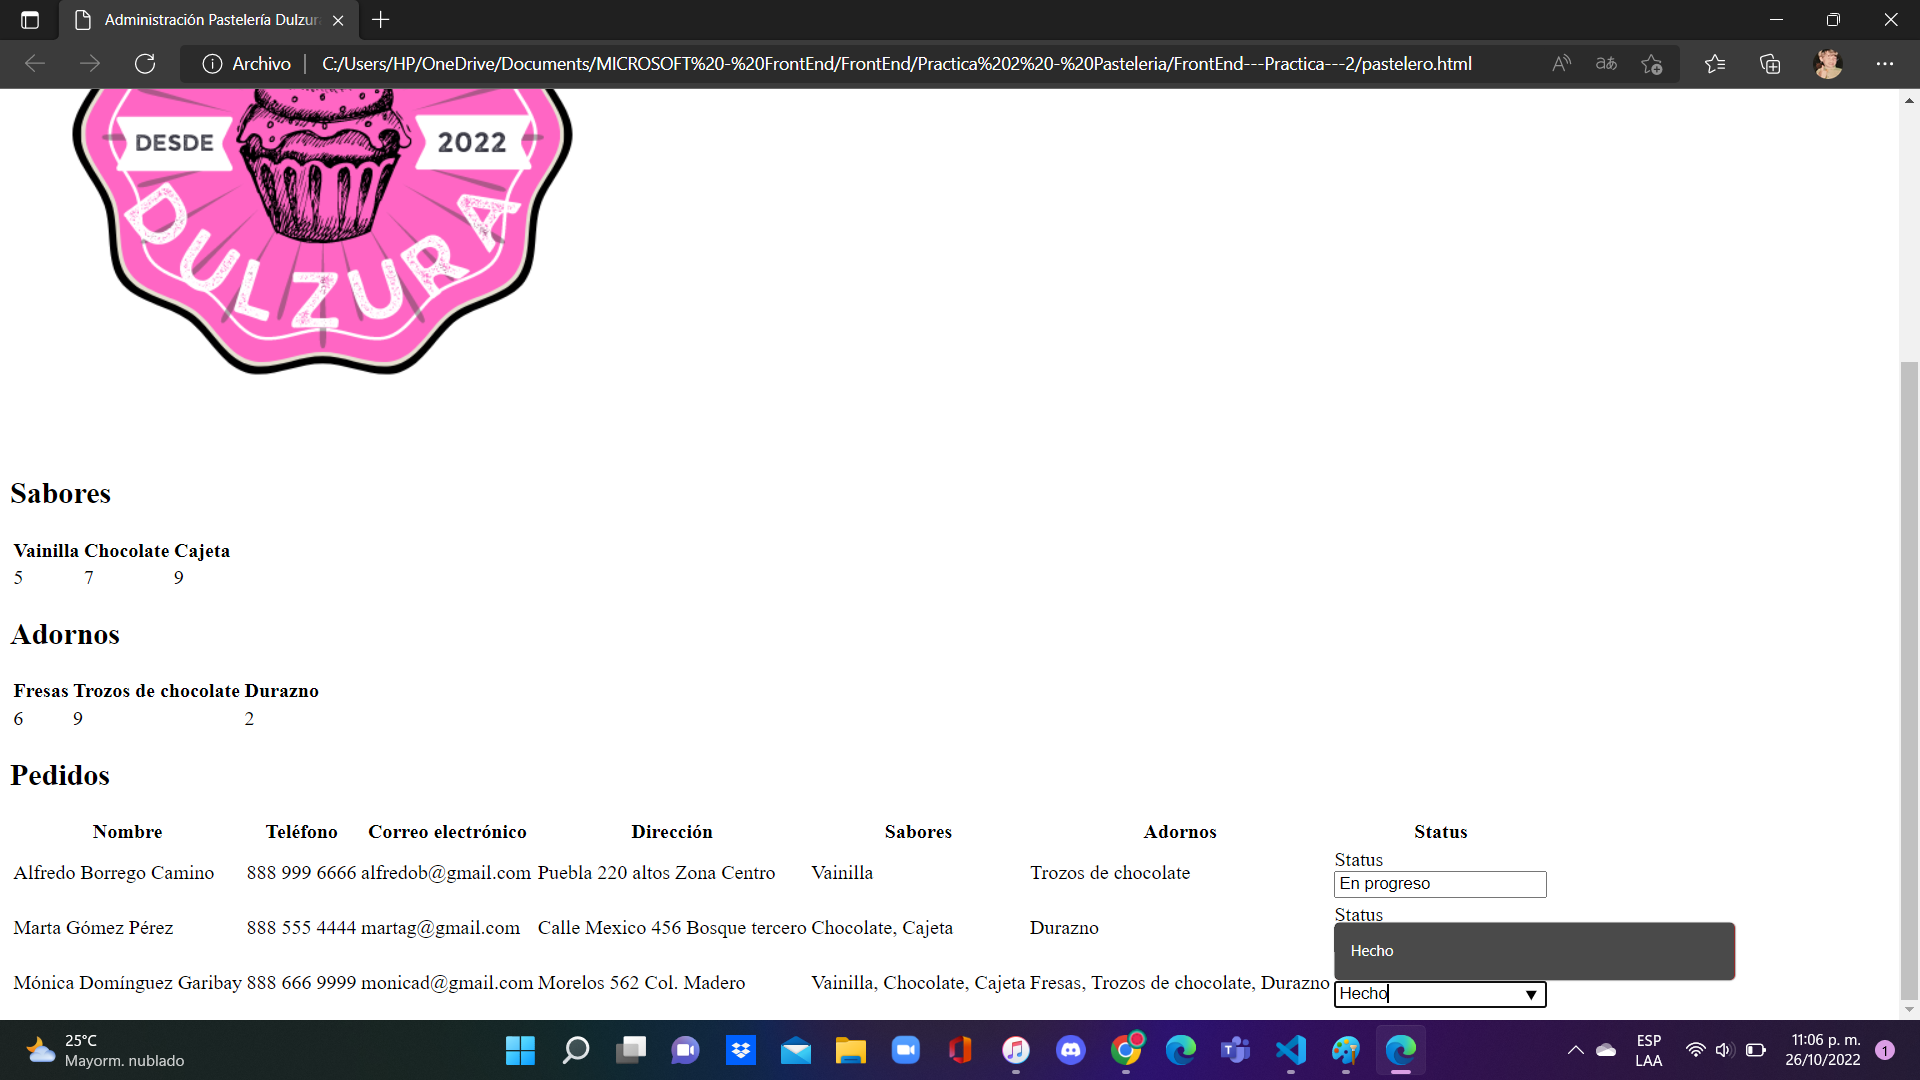 Administración Pastelería Dulzura
Archivo
C:/Users/HP/OneDrive/Documents/MICROSOFT%20-%20FrontEnd/FrontEnd/Practica%202%20-%20Pasteleria/FrontEnd---Practica---2/pastelero.html
DESDE 2022
DULZURA
Sabores
Vainilla Chocolate Cajeta
5 7 9
Adornos
Fresas Trozos de chocolate Durazno
6 9 2
Pedidos
Nombre Teléfono Correo electrónico Dirección Sabores Adornos Status
Status
Alfredo Borrego Camino 888 999 6666 alfredob@gmail.com Puebla 220 altos Zona Centro Vainilla Trozos de chocolate
En progreso
Status
Marta Gómez Pérez 888 555 4444 martag@gmail.com Calle Mexico 456 Bosque tercero Chocolate, Cajeta Durazno
Hecho
Mónica Domínguez Garibay 888 666 9999 monicad@gmail.com Morelos 562 Col. Madero Vainilla, Chocolate, Cajeta Fresas, Trozos de chocolate, Durazno
Hecho
25°C
Mayorm. nublado
ESP
LAA
11:06 p. m.
26/10/2022
1